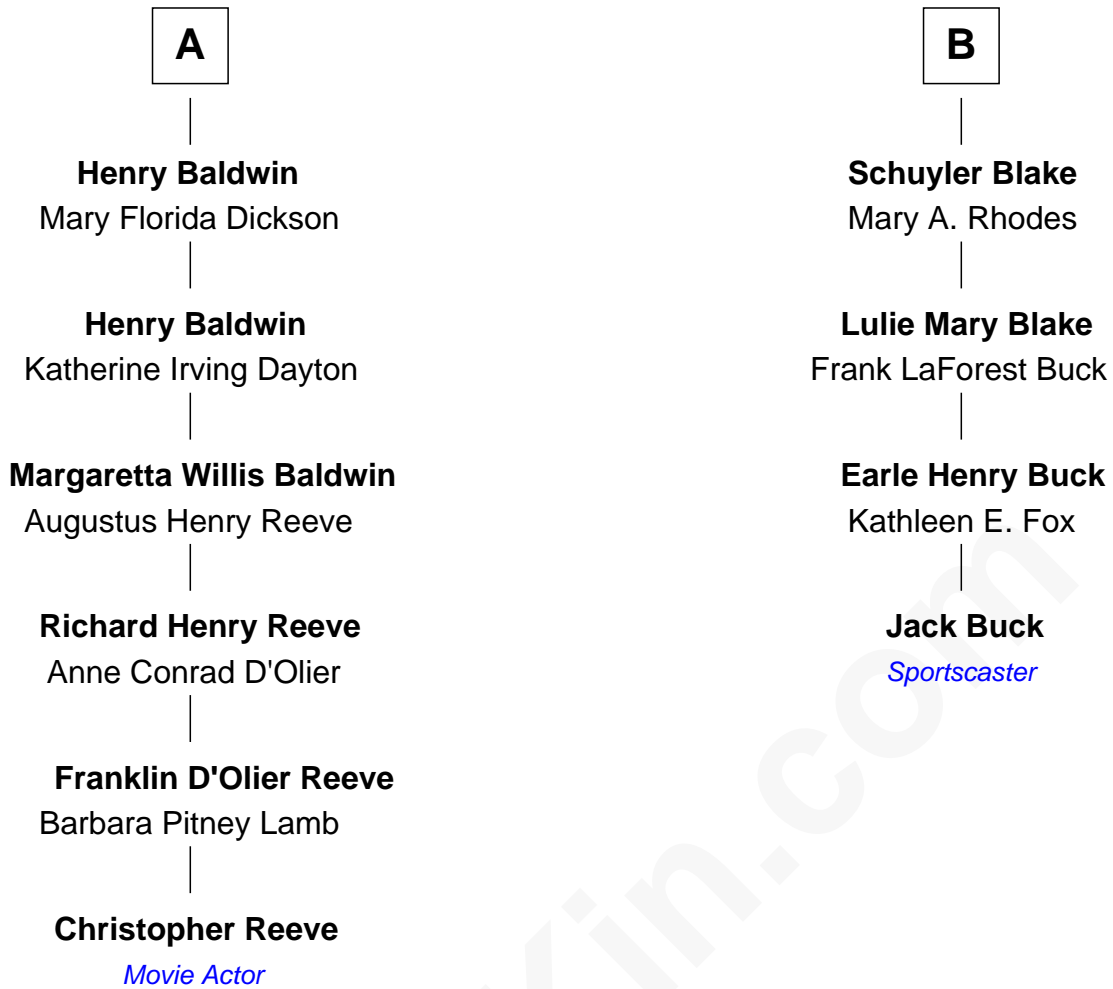 A
Henry Baldwin
Mary Florida Dickson
Henry Baldwin
Katherine Irving Dayton
Margaretta Willis Baldwin
Augustus Henry Reeve
Richard Henry Reeve
Anne Conrad D'Olier
Franklin D'Olier Reeve
Barbara Pitney Lamb
Christopher Reeve
Movie Actor
B
Schuyler Blake
Mary A. Rhodes
Lulie Mary Blake
Frank LaForest Buck
Earle Henry Buck
Kathleen E. Fox
Jack Buck
Sportscaster